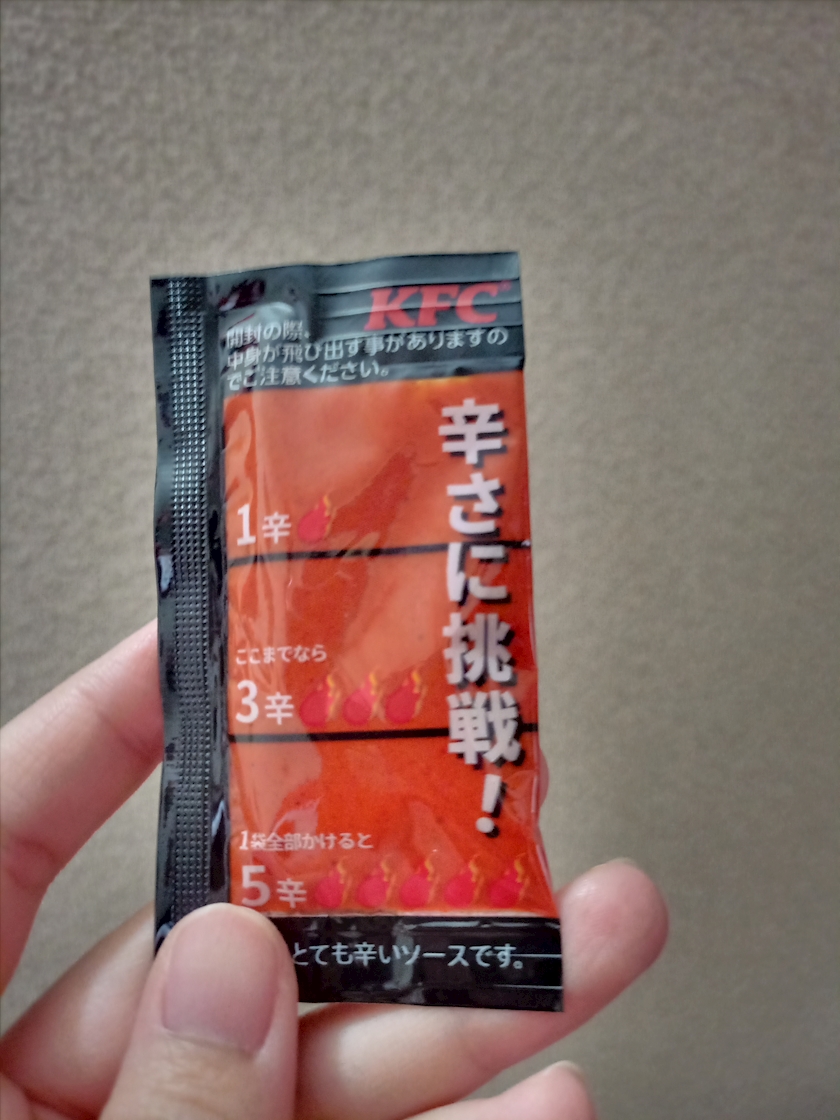 KFC
開封の際、
中身が飛び出す事がありますの
でご注意ください。
辛さに挑戦！
1辛
ここまでなら
3辛
1袋全部かけると
5辛
とても辛いソースです。